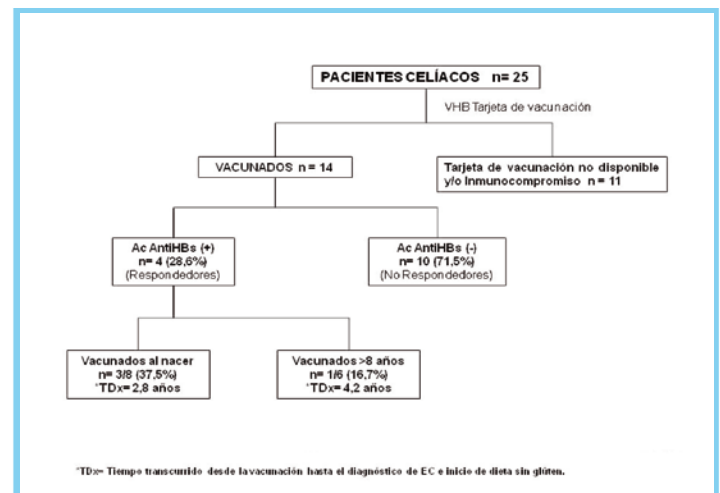 PACIENTES CELÍACOS n= 25
VHB Tarjeta de vacunación
VACUNADOS n = 14
Tarjeta de vacunación no disponible
y/o Inmunocompromiso n = 11
Ac AntiHBs (+)
n= 4 (28,6%)
(Respondedores)
Ac AntiHBs (-)
n= 10 (71,5%)
(No Respondedores)
Vacunados al nacer
n= 3/8 (37,5%)
*TDx= 2,8 años
Vacunados >8 años
n= 1/6 (16,7%)
*TDx= 4,2 años
*TDx= Tiempo transcurrido desde la vacunación hasta el diagnóstico de EC e inicio de dieta sin glúten.